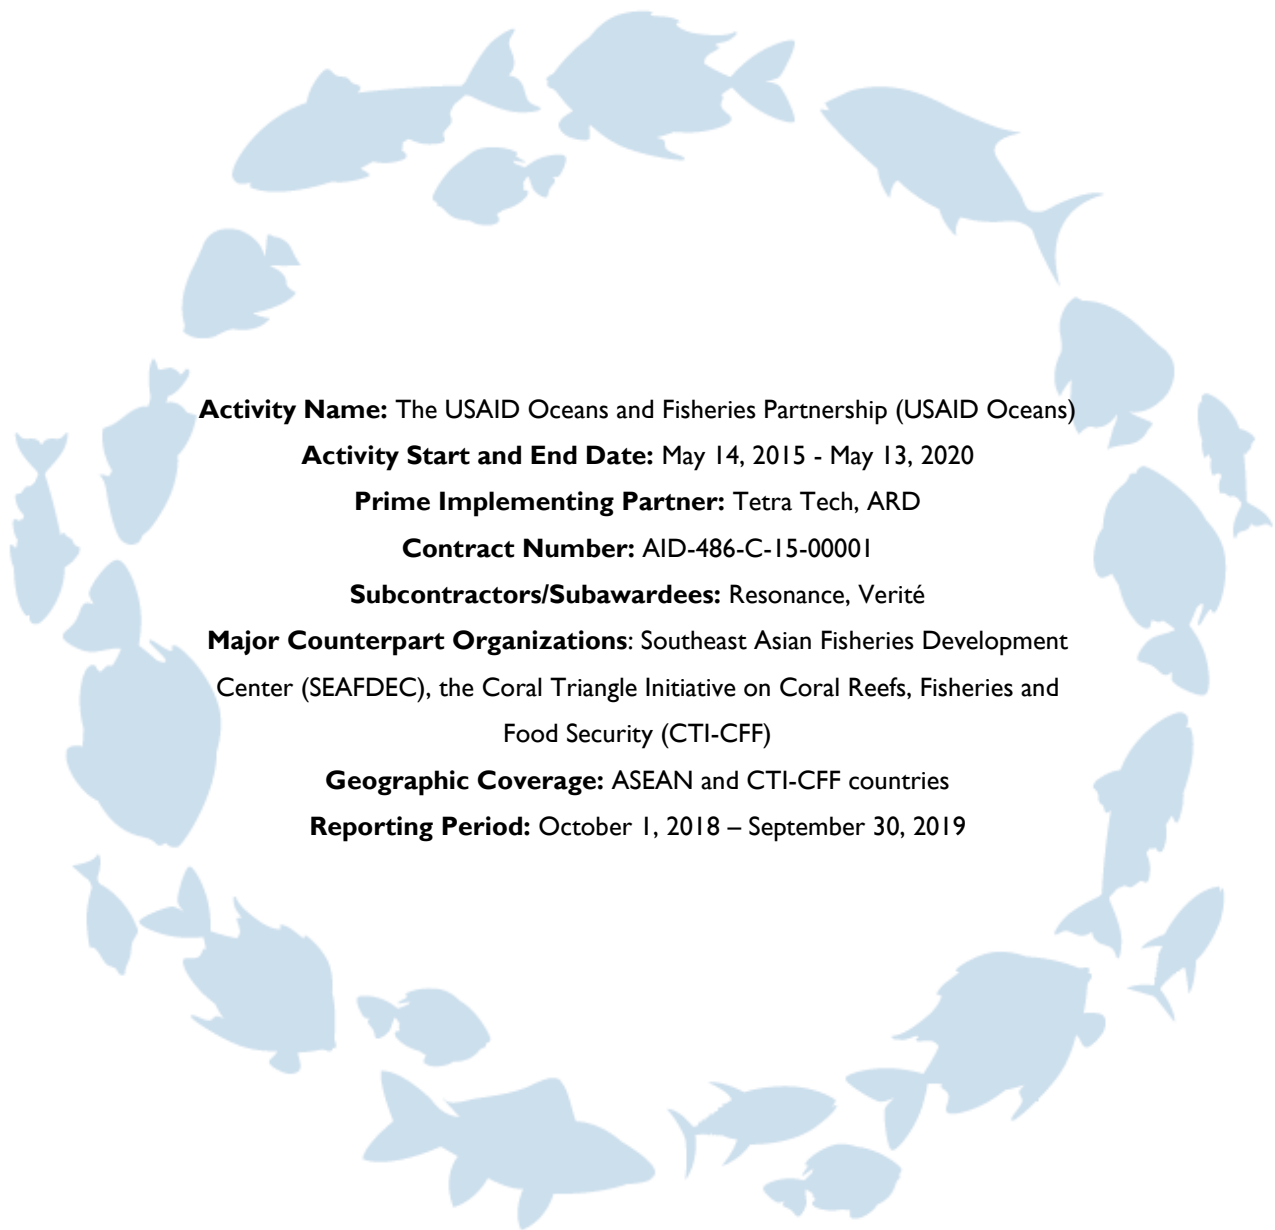 Activity Name: The USAID Oceans and Fisheries Partnership (USAID Oceans)
Activity Start and End Date: May 14, 2015 - May 13, 2020
Prime Implementing Partner: Tetra Tech, ARD
Contract Number: AID-486-C-15-00001
Subcontractors/Subawardees: Resonance, Verité
Major Counterpart Organizations: Southeast Asian Fisheries Development
Center (SEAFDEC), the Coral Triangle Initiative on Coral Reefs, Fisheries and
Food Security (CTI-CFF)
Geographic Coverage: ASEAN and CTI-CFF countries
Reporting Period: October 1, 2018 – September 30, 2019